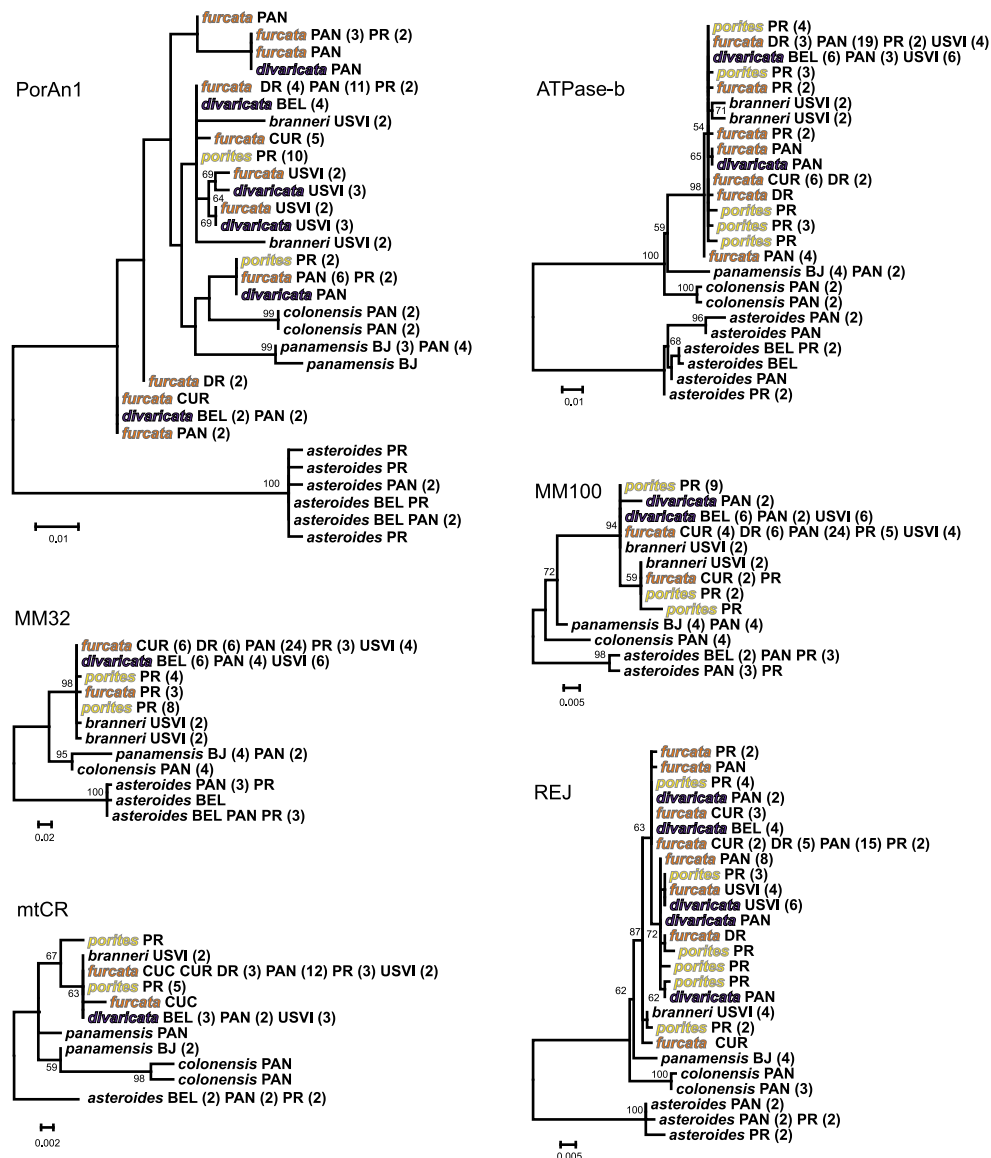 PorAn1
furcata PAN
furcata PAN (3) PR (2)
furcata PAN
divaricata PAN
furcata DR (4) PAN (11) PR (2)
divaricata BEL (4)
branneri USVI (2)
furcata CUR (5)
porites PR (10)
69
furcata USVI (2)
divaricata USVI (3)
64
furcata USVI (2)
69
divaricata USVI (3)
branneri USVI (2)
porites PR (2)
furcata PAN (6) PR (2)
divaricata PAN
99
colonensis PAN (2)
colonensis PAN (2)
99
panamensis BJ (3) PAN (4)
panamensis BJ
furcata DR (2)
furcata CUR
divaricata BEL (2) PAN (2)
furcata PAN (2)
asteroides PR
asteroides PR
100
asteroides PAN (2)
asteroides BEL PR
asteroides BEL PAN (2)
asteroides PR
0.01
MM32
furcata CUR (6) DR (6) PAN (24) PR (3) USVI (4)
divaricata BEL (6) PAN (4) USVI (6)
porites PR (4)
98
furcata PR (3)
porites PR (8)
branneri USVI (2)
branneri USVI (2)
95
panamensis BJ (4) PAN (2)
colonensis PAN (4)
asteroides PAN (3) PR
100
asteroides BEL
asteroides BEL PAN PR (3)
0.02
mtCR
porites PR
67
branneri USVI (2)
furcata CUC CUR DR (3) PAN (12) PR (3) USVI (2)
porites PR (5)
63
furcata CUC
divaricata BEL (3) PAN (2) USVI (3)
panamensis PAN
panamensis BJ (2)
59
colonensis PAN
98
colonensis PAN
asteroides BEL (2) PAN (2) PR (2)
0.002
ATPase-b
porites PR (4)
furcata DR (3) PAN (19) PR (2) USVI (4)
divaricata BEL (6) PAN (3) USVI (6)
porites PR (3)
furcata PR (2)
branneri USVI (2)
71
branneri USVI (2)
54
furcata PR (2)
furcata PAN
65
divaricata PAN
furcata CUR (6) DR (2)
98
furcata DR
porites PR
porites PR (3)
59
porites PR
furcata PAN (4)
100
panamensis BJ (4) PAN (2)
100
colonensis PAN (2)
colonensis PAN (2)
96
asteroides PAN (2)
asteroides PAN
68
asteroides BEL PR (2)
asteroides BEL
asteroides PAN
asteroides PR (2)
0.01
MM100
porites PR (9)
divaricata PAN (2)
divaricata BEL (6) PAN (2) USVI (6)
94
furcata CUR (4) DR (6) PAN (24) PR (5) USVI (4)
branneri USVI (2)
branneri USVI (2)
72
59
furcata CUR (2) PR
porites PR (2)
porites PR
panamensis BJ (4) PAN (4)
colonensis PAN (4)
98
asteroides BEL (2) PAN PR (3)
asteroides PAN (3) PR
0.005
REJ
furcata PR (2)
furcata PAN
porites PR (4)
divaricata PAN (2)
furcata CUR (3)
63
divaricata BEL (4)
furcata CUR (2) DR (5) PAN (15) PR (2)
furcata PAN (8)
porites PR (3)
furcata USVI (4)
divaricata USVI (6)
divaricata PAN
87
72
furcata DR
porites PR
porites PR
62
porites PR
62
divaricata PAN
branneri USVI (4)
porites PR (2)
furcata CUR
panamensis BJ (4)
100
colonensis PAN
colonensis PAN (3)
100
asteroides PAN (2)
asteroides PAN (2) PR (2)
asteroides PR (2)
0.005